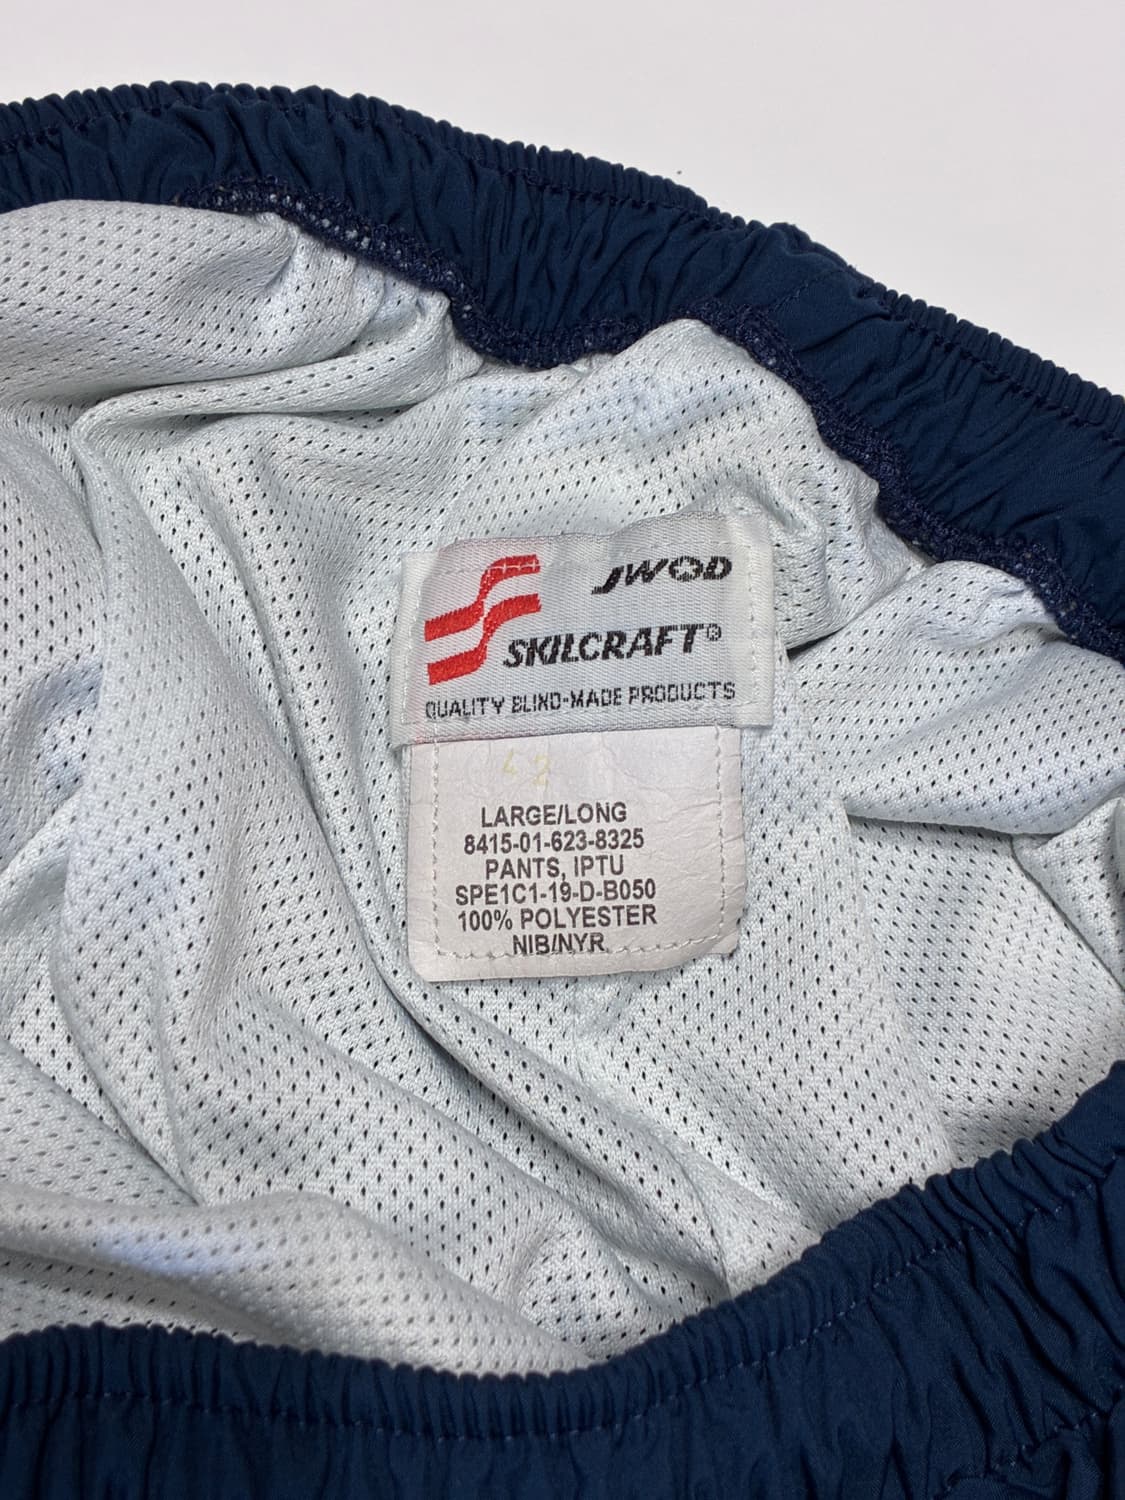 JWOD
SKILCRAFT®
QUALITY BLIND-MADE PRODUCTS
42
LARGE/LONG
8415-01-623-8325
PANTS, IPTU
SPE1C1-19-D-B050
100% POLYESTER
NIB/NYR